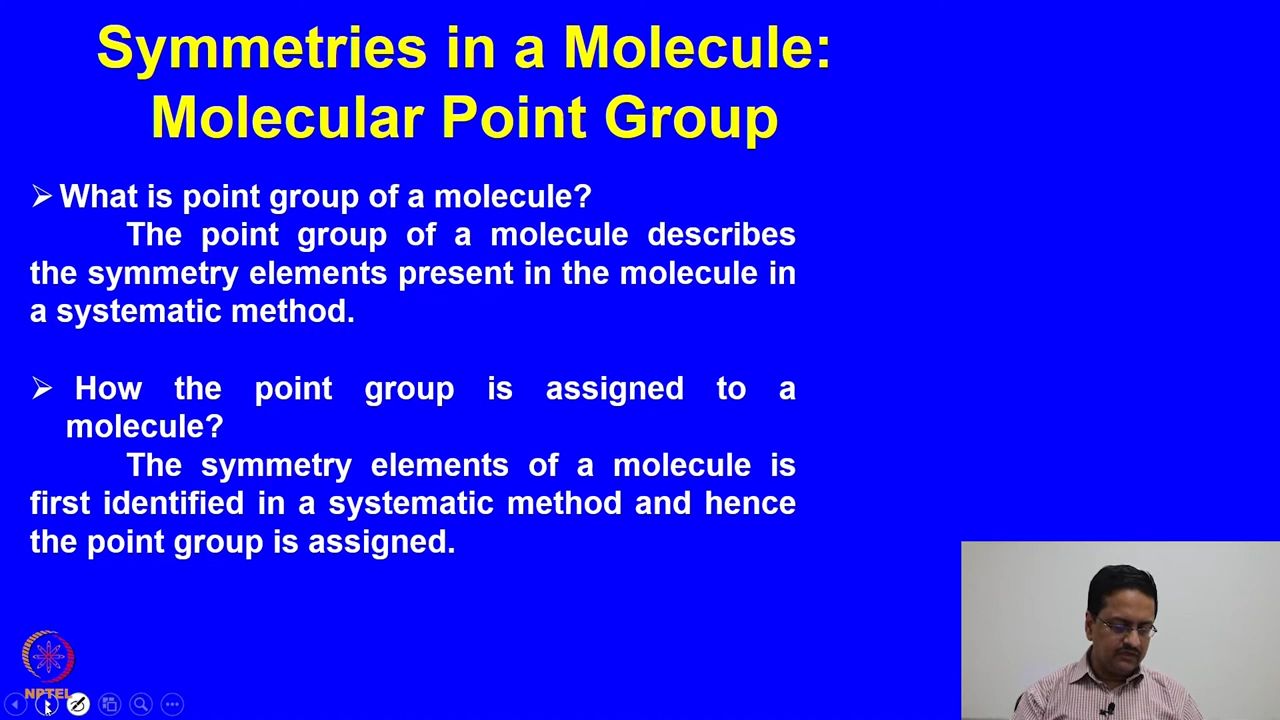 Symmetries in a Molecule:
Molecular Point Group
What is point group of a molecule?
The point group of a molecule describes
the symmetry elements present in the molecule in
a systematic method.
How the point group is assigned to a
molecule?
The symmetry elements of a molecule is
first identified in a systematic method and hence
the point group is assigned.
NPTEL